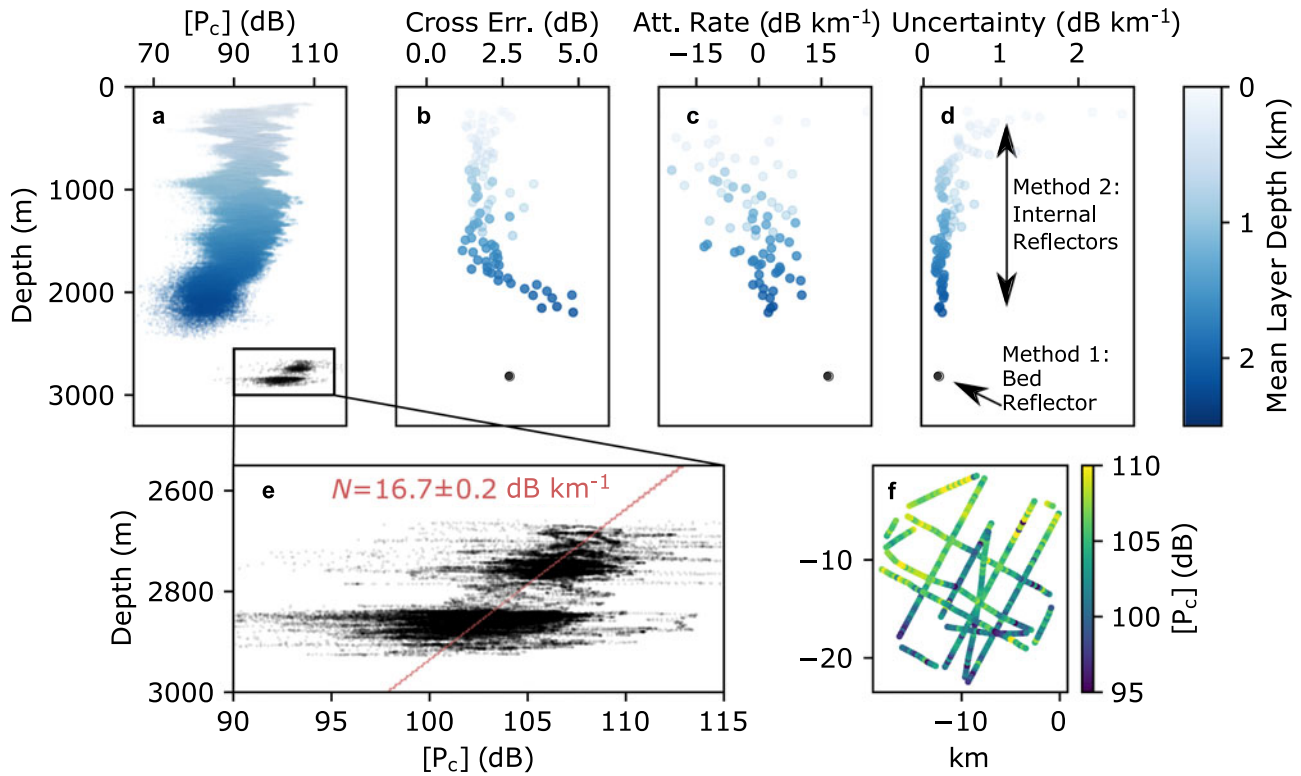 [Pc] (dB)
Cross Err. (dB)
Att. Rate (dB km-1)
Uncertainty (dB km-1)
70 90 110
0.0 2.5 5.0
−15 0 15
0 1 2
0
1000
2000
3000
Depth (m)
a
b
c
d
Method 2:
Internal
Reflectors
Method 1:
Bed
Reflector
0
1
2
Mean Layer Depth (km)
e
N=16.7±0.2 dB km-1
2600
2800
3000
Depth (m)
90 95 100 105 110 115
[Pc] (dB)
f
−10
−20
−10 0
km
110
105
100
95
[Pc] (dB)